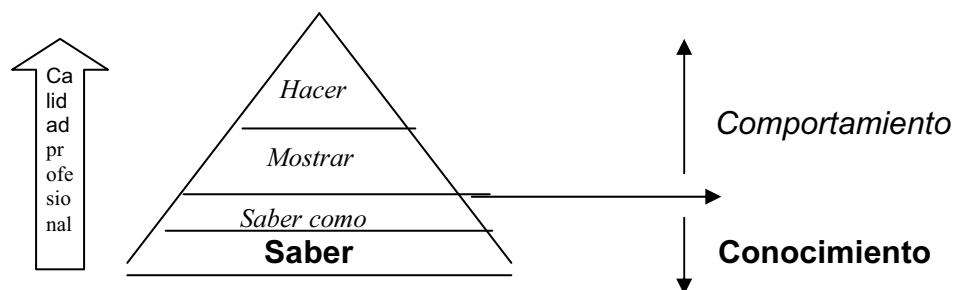 Ca
lid
ad
pr
ofe
sio
nal
Hacer
Mostrar
Saber como
Saber
Comportamiento
Conocimiento